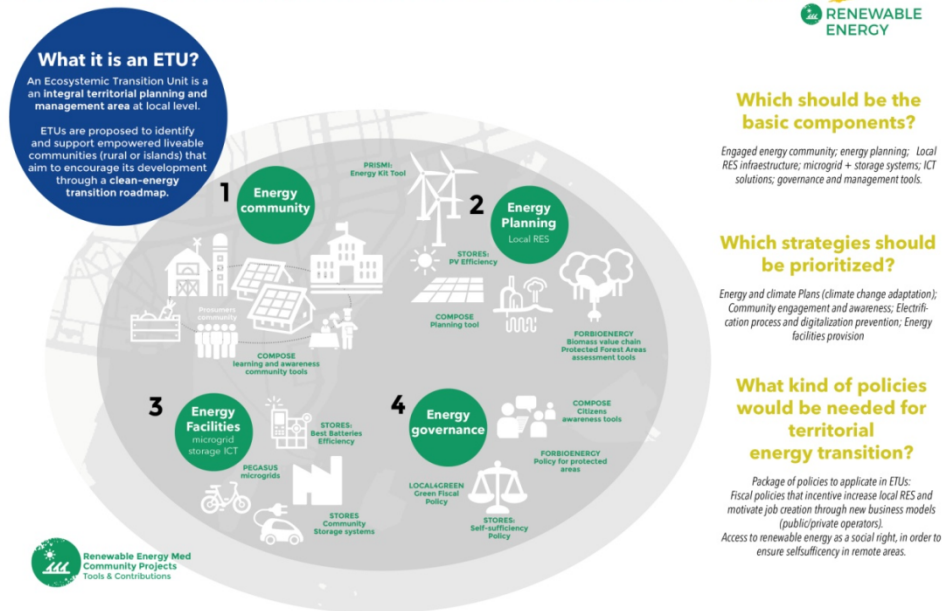 What it is an ETU?
An Ecosystemic Transition Unit is a
an integral territorial planning and
management area at local level.
ETUs are proposed to identify
and support empowered liveable
communities (rural or islands) that
aim to encourage its development
through a clean-energy
transition roadmap.
1
Energy
community
PRISMI:
Energy Kit Tool
Prosumers
community
COMPOSE
learning and awareness
community tools
2
Energy
Planning
Local RES
STORES:
PV Efficiency
COMPOSE
Planning tool
FORBIOENERGY
Biomass value chain
Protected Forest Areas
assessment tools
3
Energy
Facilities
microgrid
storage ICT
STORES:
Best Batteries
Efficiency
PEGASUS
microgrids
STORES
Community
Storage systems
4
Energy
governance
COMPOSE
Citizens
awareness tools
FORBIOENERGY
Policy for protected
areas
LOCAL4GREEN
Green Fiscal
Policy
STORES:
Self-sufficiency
Policy
Renewable Energy Med
Community Projects
Tools & Contributions
RENEWABLE
ENERGY
Which should be the
basic components?
Engaged energy community; energy planning; Local
RES infraestructure; microgrid + storage systems; ICT
solutions; governance and management tools.
Which strategies should
be prioritized?
Energy and climate Plans (climate change adaptation);
Community engagement and awareness; Electrifi-
cation process and digitalization prevention; Energy
facilities provision
What kind of policies
would be needed for
territorial
energy transition?
Package of policies to applicate in ETUs:
Fiscal policies that incentive increase local RES and
motivate job creation through new business models
(public/private operators).
Access to renewable energy as a social right, in order to
ensure selfsufficency in remote areas.